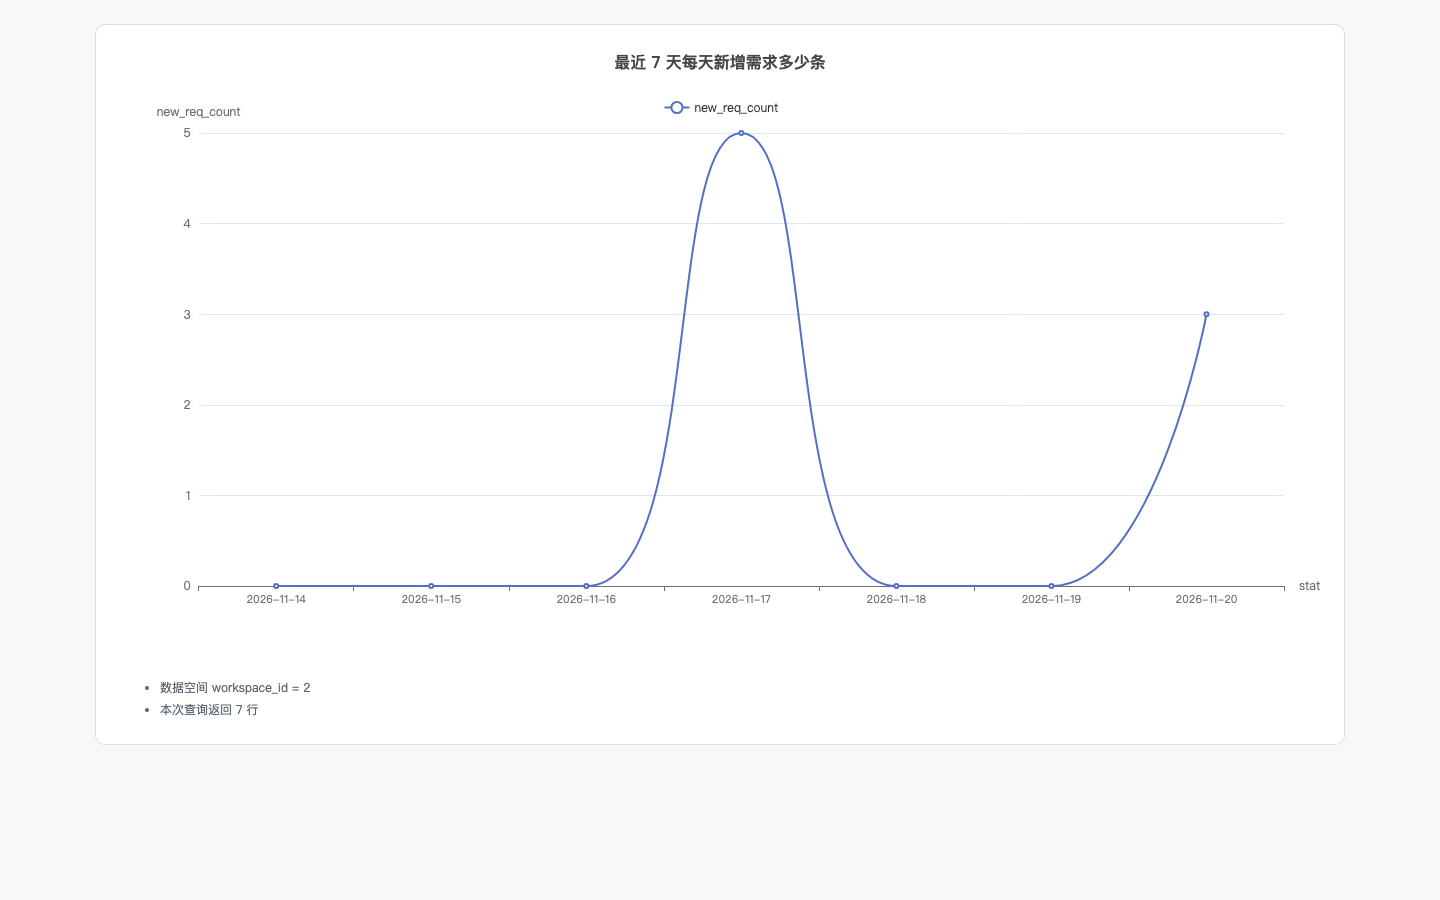 最近 7 天每天新增需求多少条
new_req_count
new_req_count
5
4
3
2
1
0
2026-11-14 2026-11-15 2026-11-16 2026-11-17 2026-11-18 2026-11-19 2026-11-20
stat
• 数据空间 workspace_id = 2
• 本次查询返回 7 行